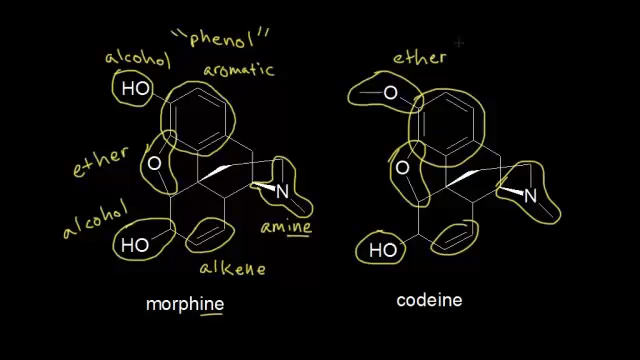 "phenol"
alcohol
aromatic
HO
ether
O
alcohol
HO
N
amine
alkene
morphine
ether
O
O
N
HO
codeine